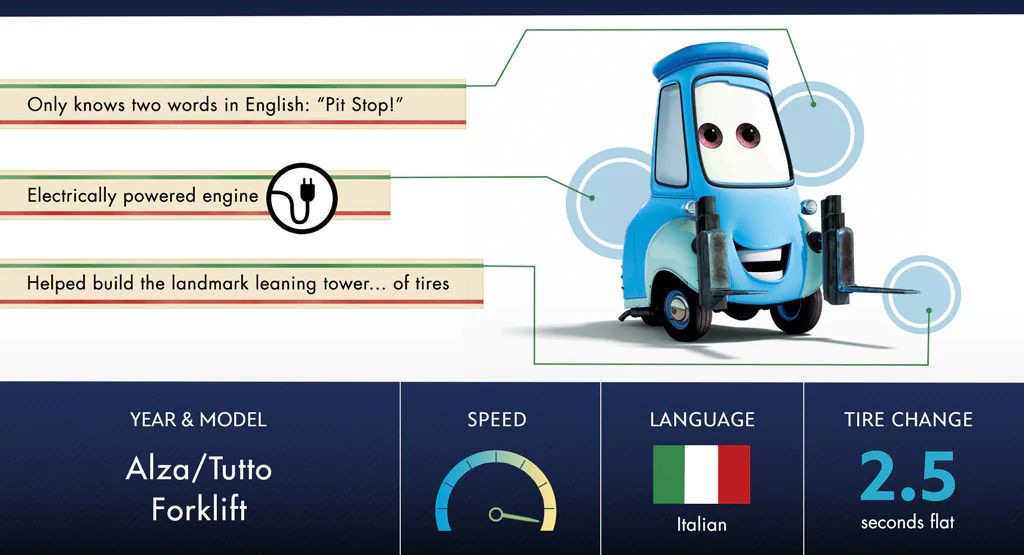 Only knows two words in English: “Pit Stop!”
Electrically powered engine
Helped build the landmark leaning tower... of tires
YEAR & MODEL
Alza/Tutto
Forklift
SPEED
LANGUAGE
Italian
TIRE CHANGE
2.5
seconds flat